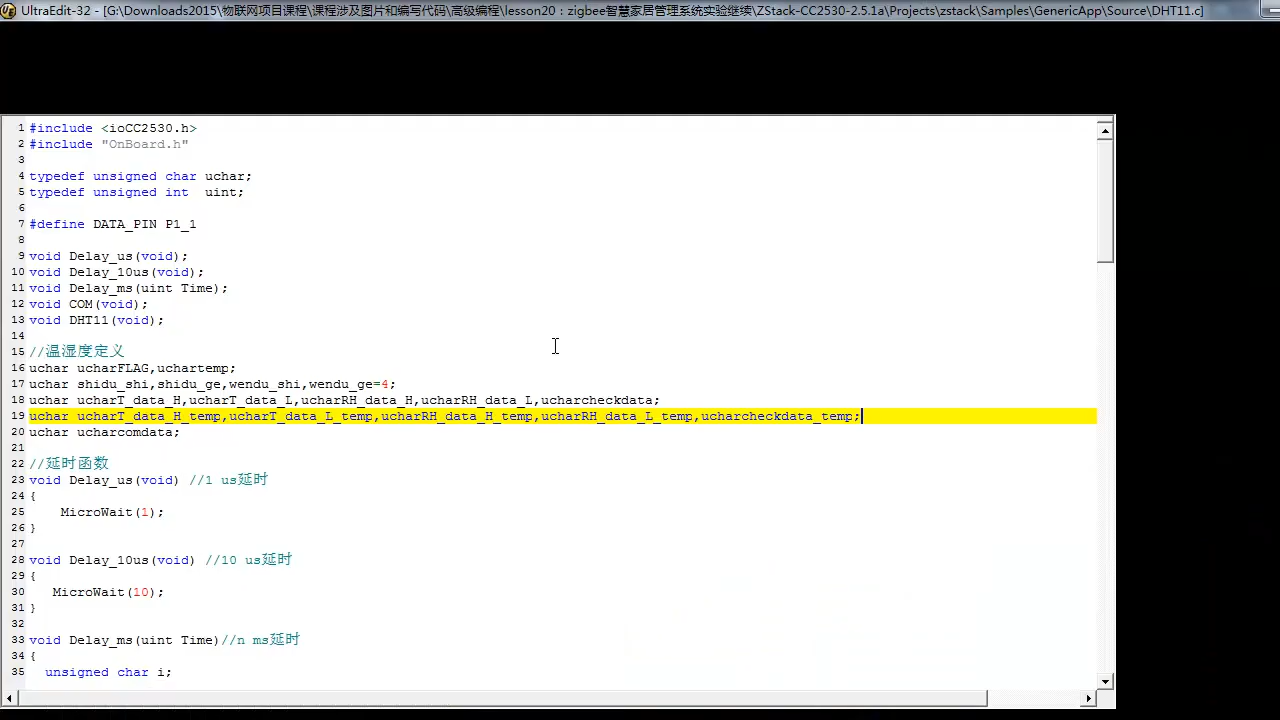 UltraEdit-32 - [G:\Downloads2015\物联网项目课程\课程涉及图片和编写代码\高级编程\lesson20：zigbee智慧家居管理系统实验继续\ZStack-CC2530-2.5.1a\Projects\zstack\Samples\GenericApp\Source\DHT11.c]
1 #include <ioCC2530.h>
2 #include "OnBoard.h"
3
4 typedef unsigned char uchar;
5 typedef unsigned int  uint;
6
7 #define DATA_PIN P1_1
8
9 void Delay_us(void);
10 void Delay_10us(void);
11 void Delay_ms(uint Time);
12 void COM(void);
13 void DHT11(void);
14
15 //温湿度定义
16 uchar ucharFLAG,uchartemp;
17 uchar shidu_shi,shidu_ge,wendu_shi,wendu_ge=4;
18 uchar ucharT_data_H,ucharT_data_L,ucharRH_data_H,ucharRH_data_L,ucharcheckdata;
19 uchar ucharT_data_H_temp,ucharT_data_L_temp,ucharRH_data_H_temp,ucharRH_data_L_temp,ucharcheckdata_temp;
20 uchar ucharcomdata;
21
22 //延时函数
23 void Delay_us(void) //1 us延时
24 {
25     MicroWait(1);
26 }
27
28 void Delay_10us(void) //10 us延时
29 {
30    MicroWait(10);
31 }
32
33 void Delay_ms(uint Time)//n ms延时
34 {
35   unsigned char i;